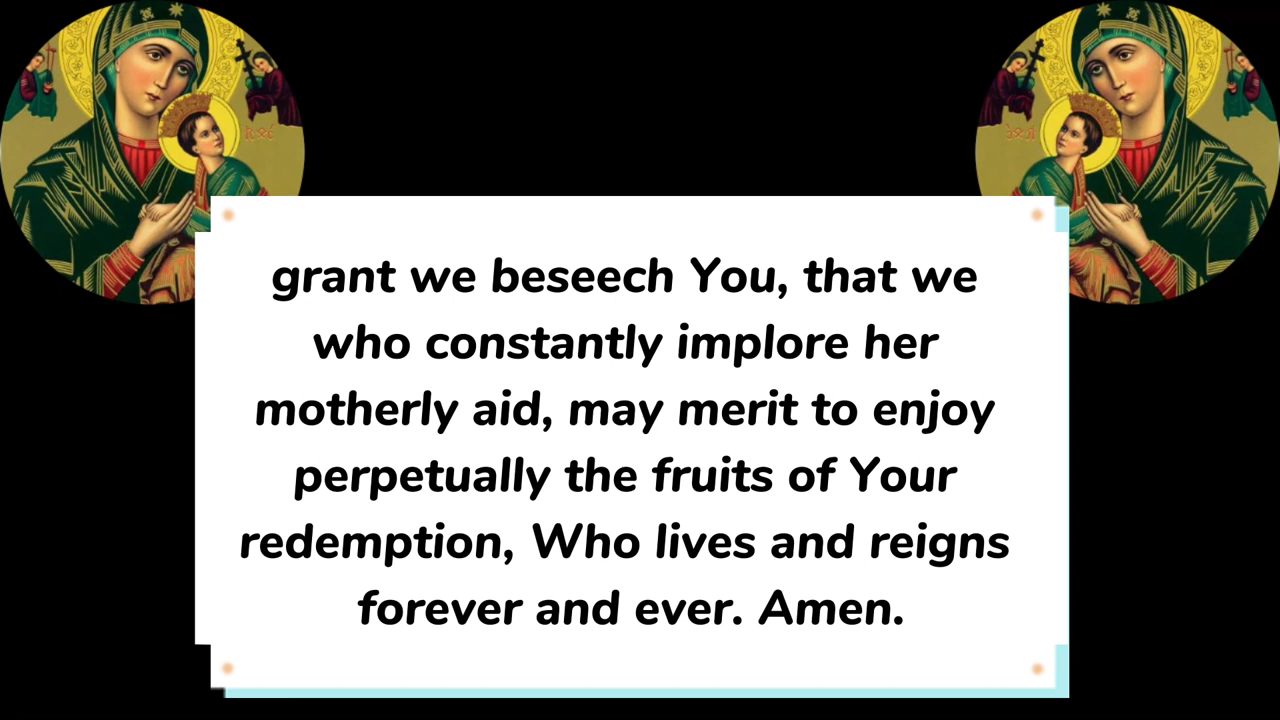 grant we beseech You, that we
who constantly implore her
motherly aid, may merit to enjoy
perpetually the fruits of Your
redemption, Who lives and reigns
forever and ever. Amen.